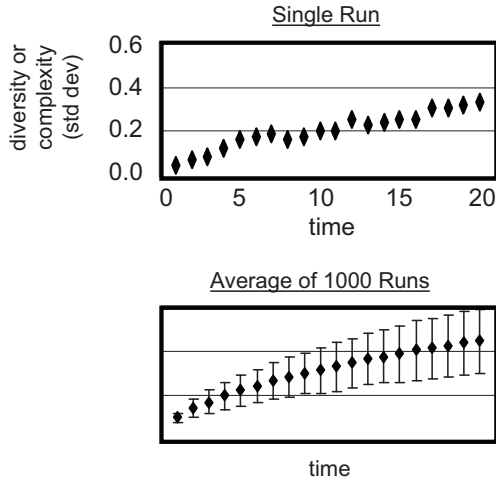 Single Run
diversity or
complexity
(std dev)
0.6
0.4
0.2
0.0
0 5 10 15 20
time
Average of 1000 Runs
time